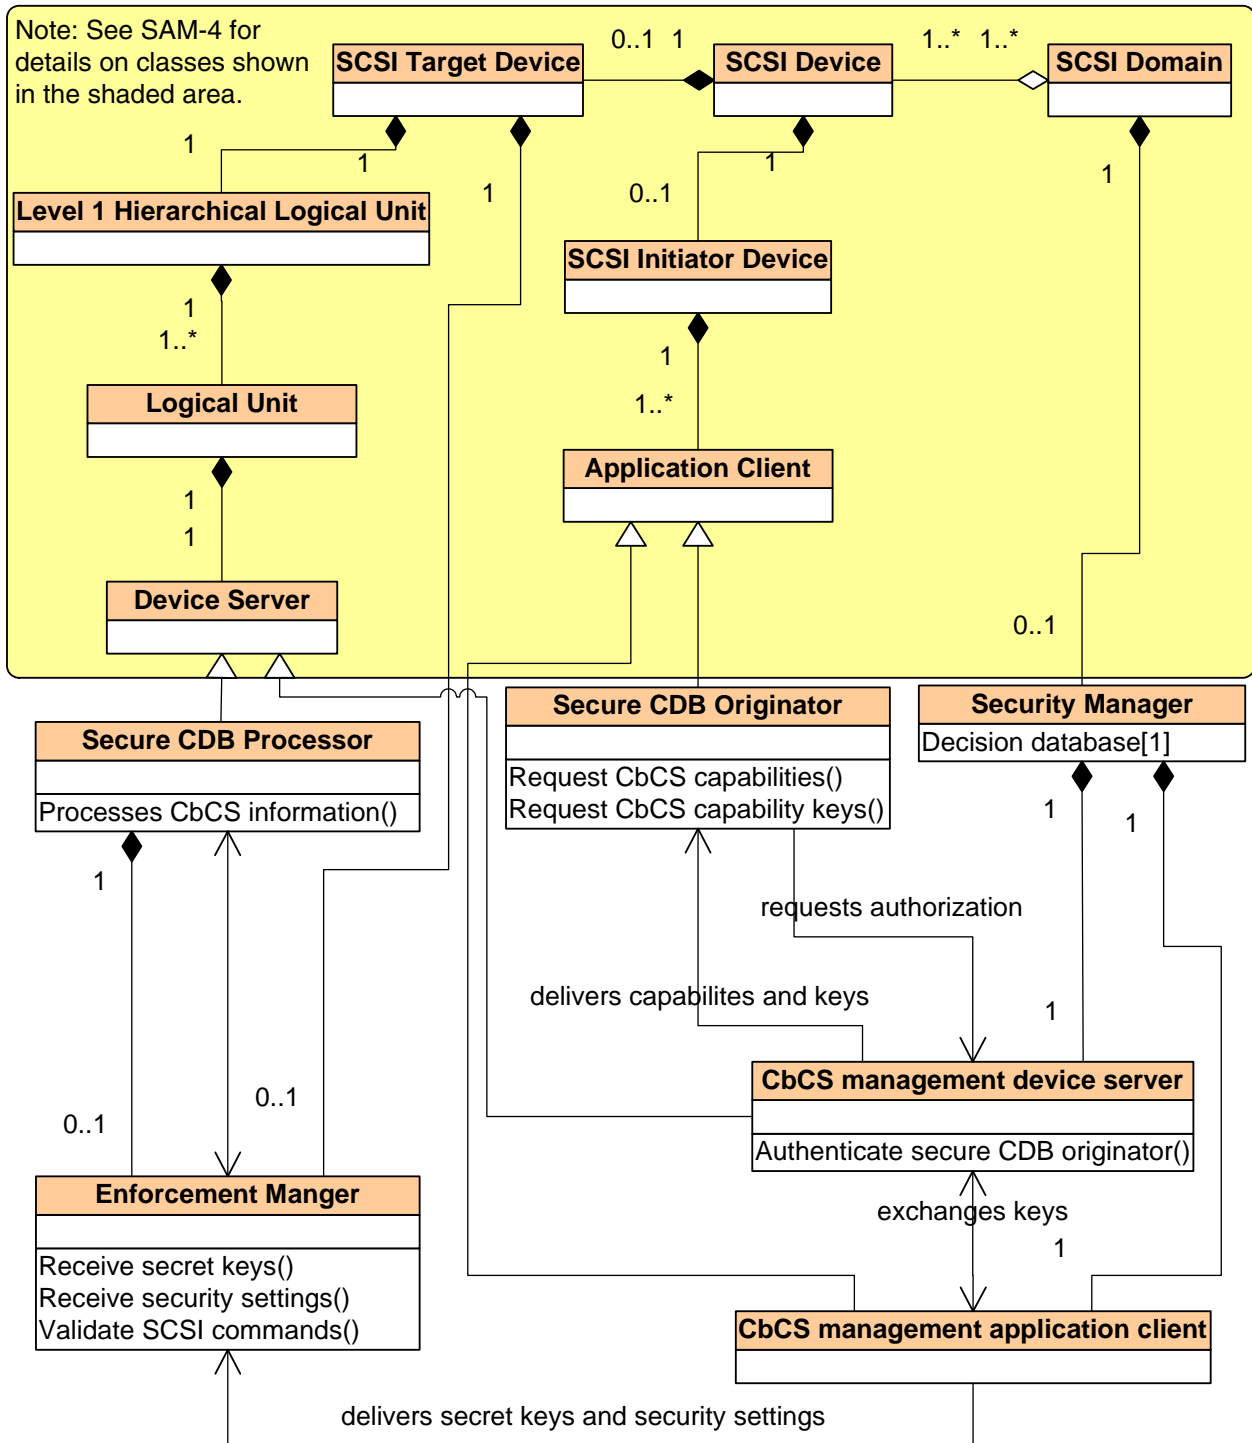 Note: See SAM-4 for
details on classes shown
in the shaded area.
SCSI Target Device
0..1
1
SCSI Device
1..*
1..*
SCSI Domain
1
1
1
1
1
0..1
Level 1 Hierarchical Logical Unit
SCSI Initiator Device
1
1..*
1
1..*
Logical Unit
Application Client
1
1
Device Server
0..1
Secure CDB Processor
Processes CbCS information()
Secure CDB Originator
Request CbCS capabilities()
Request CbCS capability keys()
Security Manager
Decision database[1]
1
1
1
requests authorization
delivers capabilites and keys
1
CbCS management device server
Authenticate secure CDB originator()
0..1
0..1
Enforcement Manger
Receive secret keys()
Receive security settings()
Validate SCSI commands()
exchanges keys
1
CbCS management application client
delivers secret keys and security settings